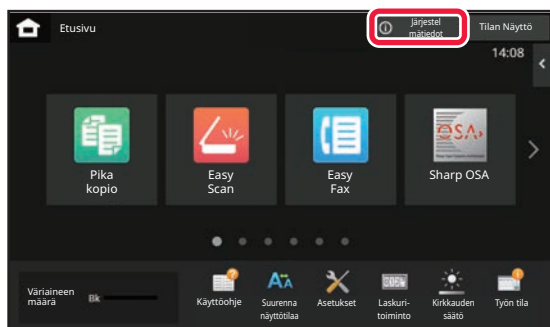 Etusivu
Järjestel
mätiedot
Tilan Näyttö
14:08
Pika
kopio
Easy
Scan
Easy
Fax
OSA
Sharp OSA
Väriaineen
määrä
Bk
Käyttöohje
Suurenna
näyttötilaa
Asetukset
Laskuri-
toiminto
Kirkkauden
säätö
Työn tila